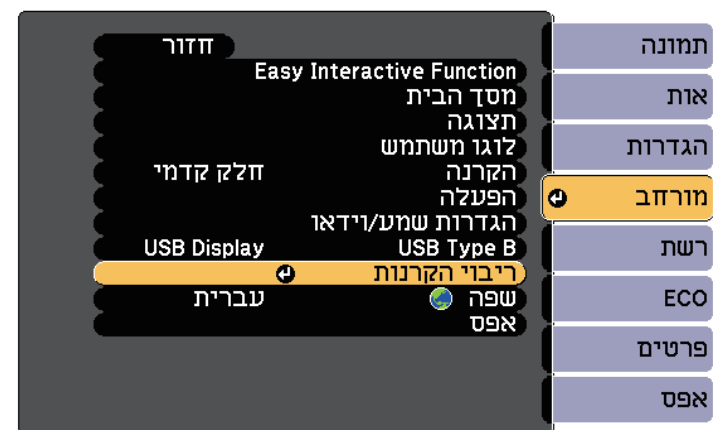 תמונה
אות
הגדרות
מורחב
רשת
ECO
פרטים
אפס
חזור
Easy Interactive Function
מסך הבית
תצוגה
לוגו משתמש
הקרנה חלק קדמי
הפעלה
הגדרות שמע/וידאו
USB Type B USB Display
ריבוי הקרנות
שפה עברית
אפס